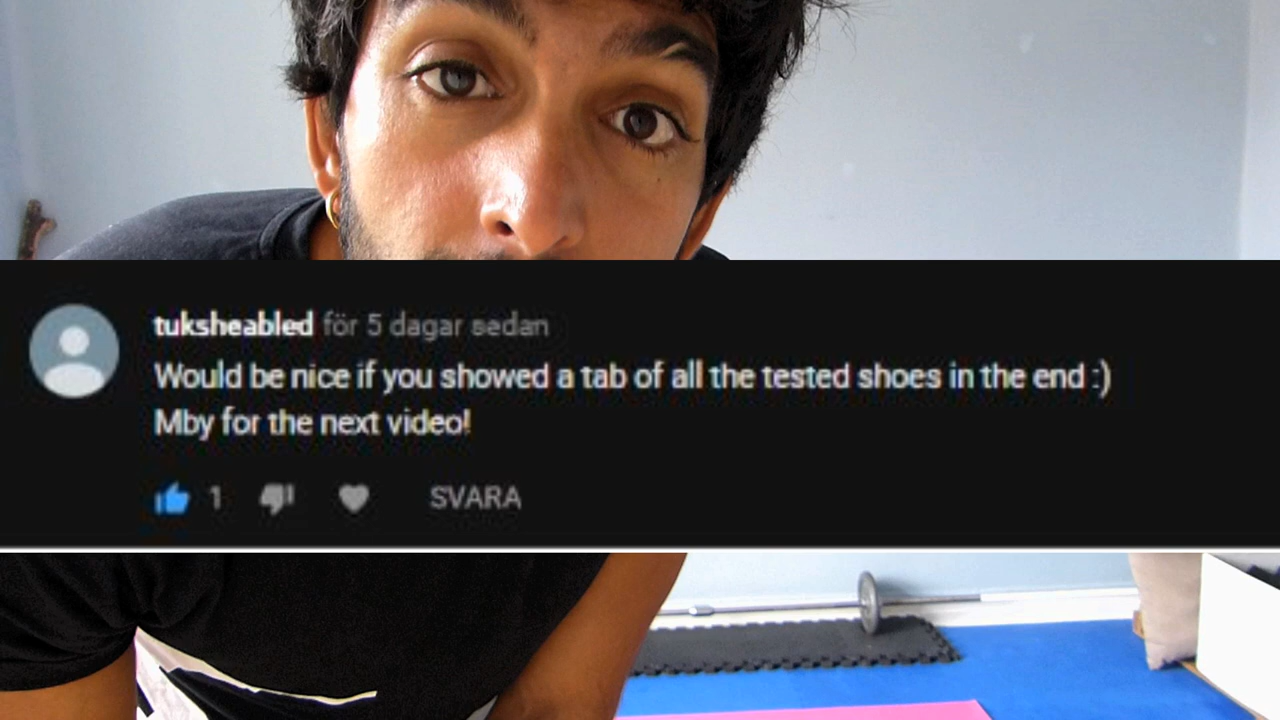 tuksheabled för 5 dagar sedan
Would be nice if you showed a tab of all the tested shoes in the end :)
Mby for the next video!
1 SVARA